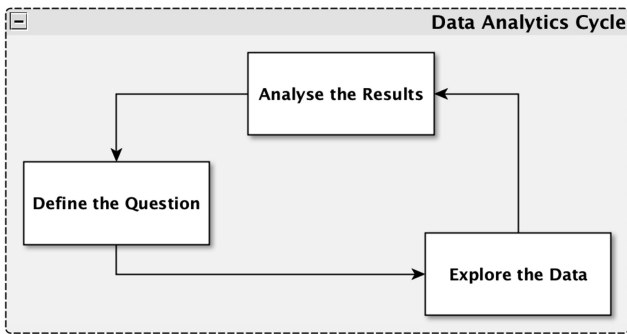 Data Analytics Cycle
Analyse the Results
Define the Question
Explore the Data